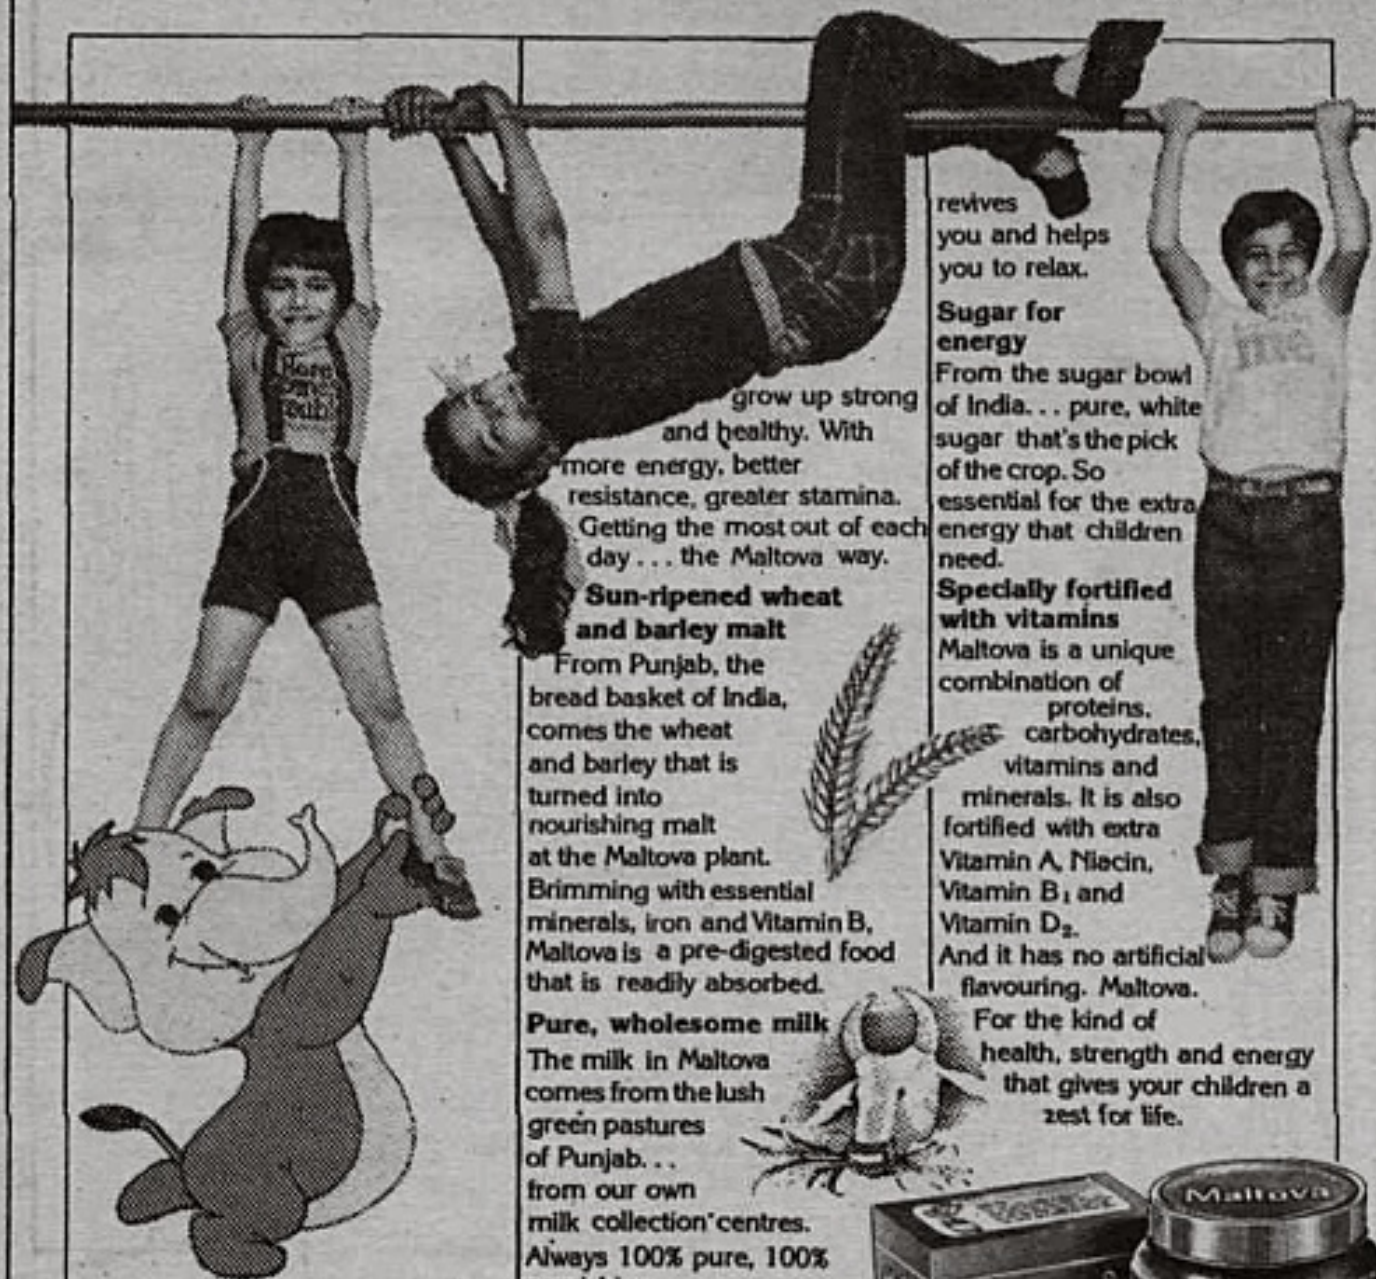 Here
grow up strong
and healthy. With
more energy, better
resistance, greater stamina.
Getting the most out of each
day... the Maltova way.
Sun-ripened wheat
and barley malt
From Punjab, the
bread basket of India,
comes the wheat
and barley that is
turned into
nourishing malt
at the Maltova plant.
Brimming with essential
minerals, iron and Vitamin B,
Maltova is a pre-digested food
that is readily absorbed.
Pure, wholesome milk
The milk in Maltova
comes from the lush
green pastures
of Punjab...
from our own
milk collection centres.
Always 100% pure, 100%
revives
you and helps
you to relax.
Sugar for
energy
From the sugar bowl
of India... pure, white
sugar that's the pick
of the crop. So
essential for the extra
energy that children
need.
Specially fortified
with vitamins
Maltova is a unique
combination of
proteins,
carbohydrates,
vitamins and
minerals. It is also
fortified with extra
Vitamin A, Niacin,
Vitamin B₁ and
Vitamin D₂.
And it has no artificial
flavouring. Maltova.
For the kind of
health, strength and energy
that gives your children a
zest for life.
Maltova